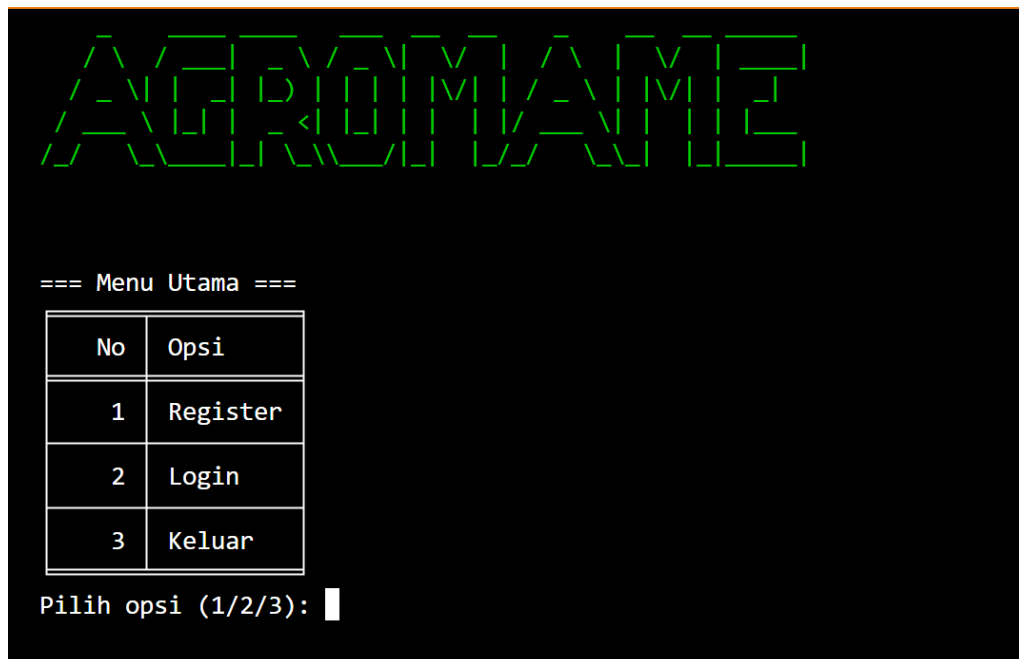 AGROMAME
=== Menu Utama ===
No Opsi
1 Register
2 Login
3 Keluar
Pilih opsi (1/2/3):